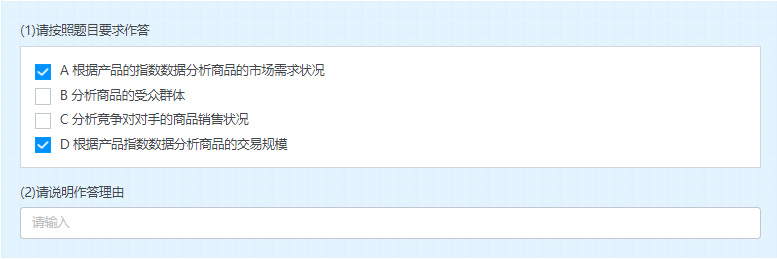 (1)请按照题目要求作答
A 根据产品的指数数据分析商品的市场需求状况
B 分析商品的受众群体
C 分析竞争对对手的商品销售状况
D 根据产品指数数据分析商品的交易规模
(2)请说明作答理由
请输入